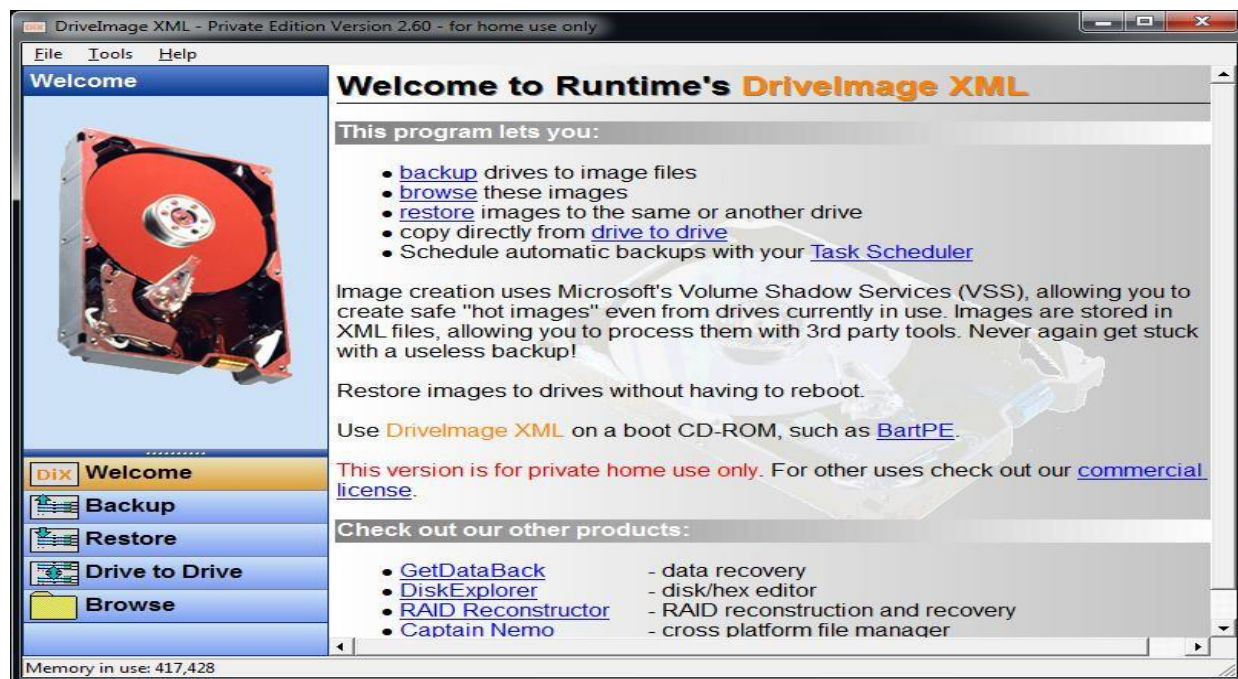 DriveImage XML - Private Edition Version 2.60 - for home use only
File Tools Help
Welcome
Welcome to Runtime's DriveImage XML
This program lets you:
• backup drives to image files
• browse these images
• restore images to the same or another drive
• copy directly from drive to drive
• Schedule automatic backups with your Task Scheduler
Image creation uses Microsoft's Volume Shadow Services (VSS), allowing you to
create safe "hot images" even from drives currently in use. Images are stored in
XML files, allowing you to process them with 3rd party tools. Never again get stuck
with a useless backup!
Restore images to drives without having to reboot.
Use DriveImage XML on a boot CD-ROM, such as BartPE.
This version is for private home use only. For other uses check out our commercial
license.
Check out our other products:
• GetDataBack - data recovery
• DiskExplorer - disk/hex editor
• RAID Reconstructor - RAID reconstruction and recovery
• Captain Nemo - cross platform file manager
DiX Welcome
Backup
Restore
Drive to Drive
Browse
Memory in use: 417,428